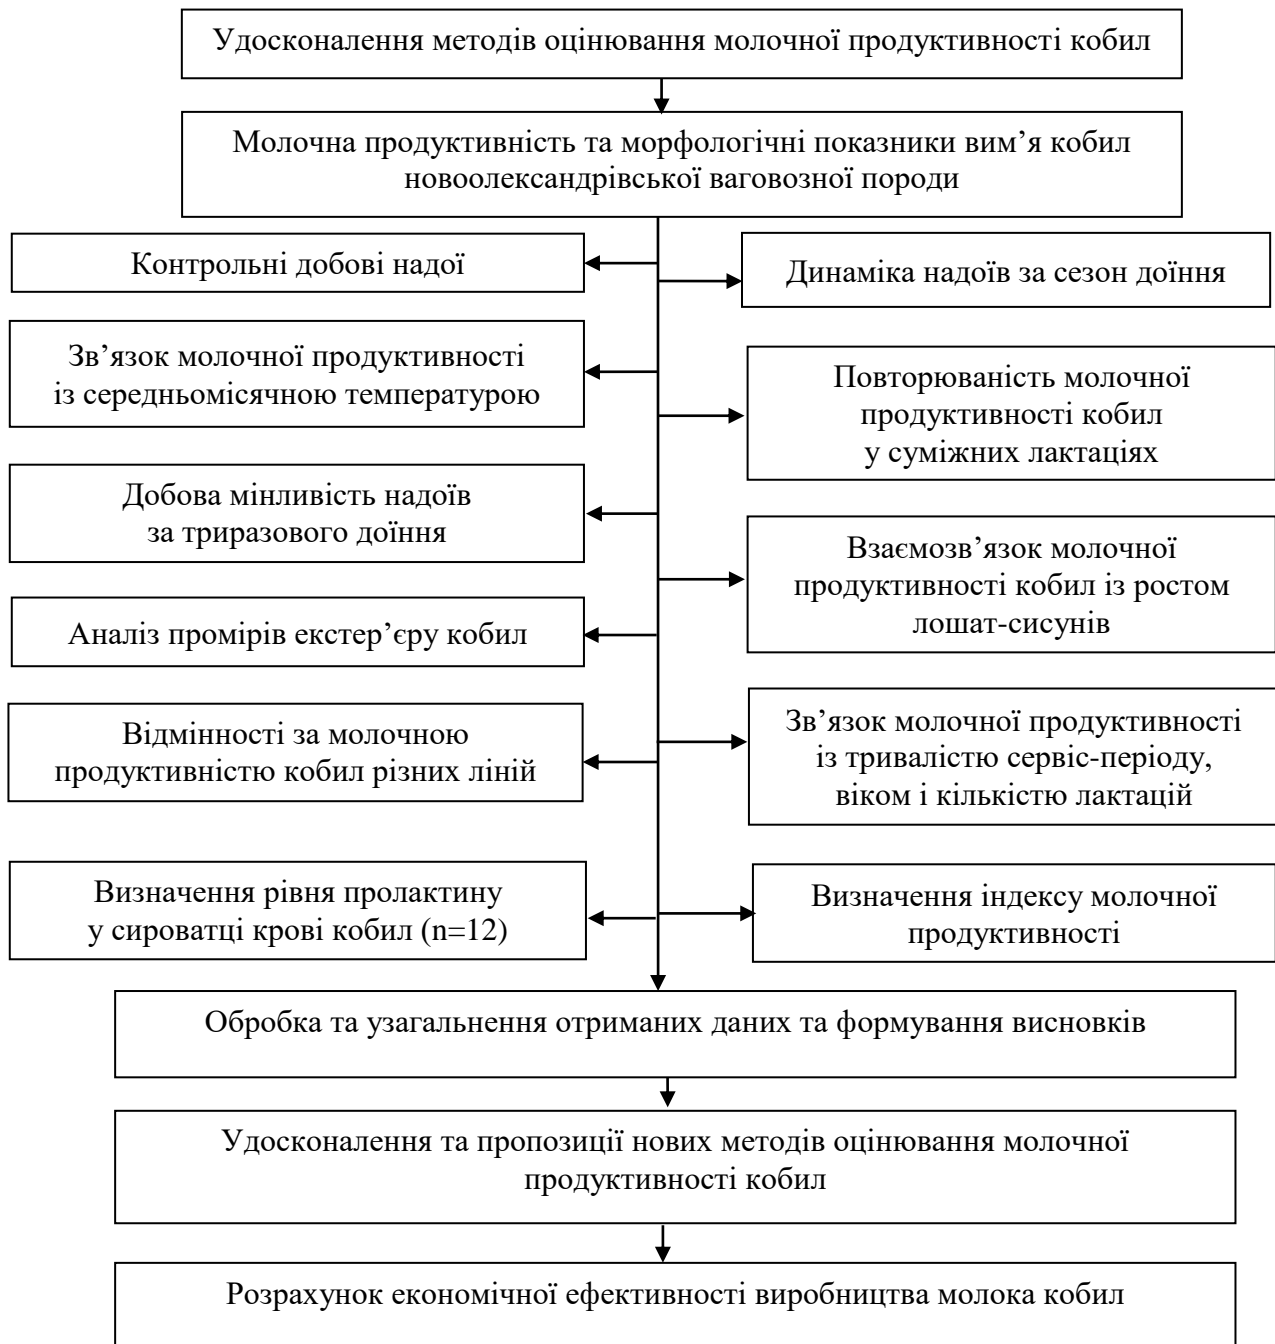 Удосконалення методів оцінювання молочної продуктивності кобил
Молочна продуктивність та морфологічні показники вим’я кобил
новоолександрівської ваговозної породи
Контрольні добові надої
Динаміка надоїв за сезон доїння
Зв’язок молочної продуктивності
із середньомісячною температурою
Повторюваність молочної
продуктивності кобил
у суміжних лактаціях
Добова мінливість надоїв
за триразового доїння
Взаємозв’язок молочної
продуктивності кобил із ростом
лошат-сисунів
Аналіз промірів екстер’єру кобил
Відмінності за молочною
продуктивністю кобил різних ліній
Зв’язок молочної продуктивності
із тривалістю сервіс-періоду,
віком і кількістю лактацій
Визначення рівня пролактину
у сироватці крові кобил (n=12)
Визначення індексу молочної
продуктивності
Обробка та узагальнення отриманих даних та формування висновків
Удосконалення та пропозиції нових методів оцінювання молочної
продуктивності кобил
Розрахунок економічної ефективності виробництва молока кобил